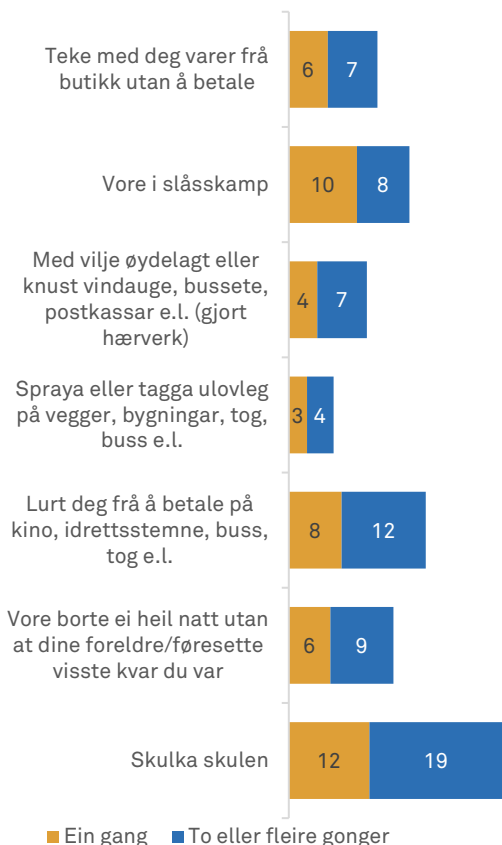 Teke med deg varer frå
butikk utan å betale
6 7
Vore i slåsskamp
10 8
Med vilje øydelagt eller
knust vindauge, bussete,
postkassar e.l. (gjort
hærverk)
4 7
Spraya eller tagga ulovleg
på vegger, bygningar, tog,
buss e.l.
3 4
Lurt deg frå å betale på
kino, idrettsstemne, buss,
tog e.l.
8 12
Vore borte ei heil natt utan
at dine foreldre/føresette
visste kvar du var
6 9
Skulka skulen
12 19
Ein gang To eller fleire gonger